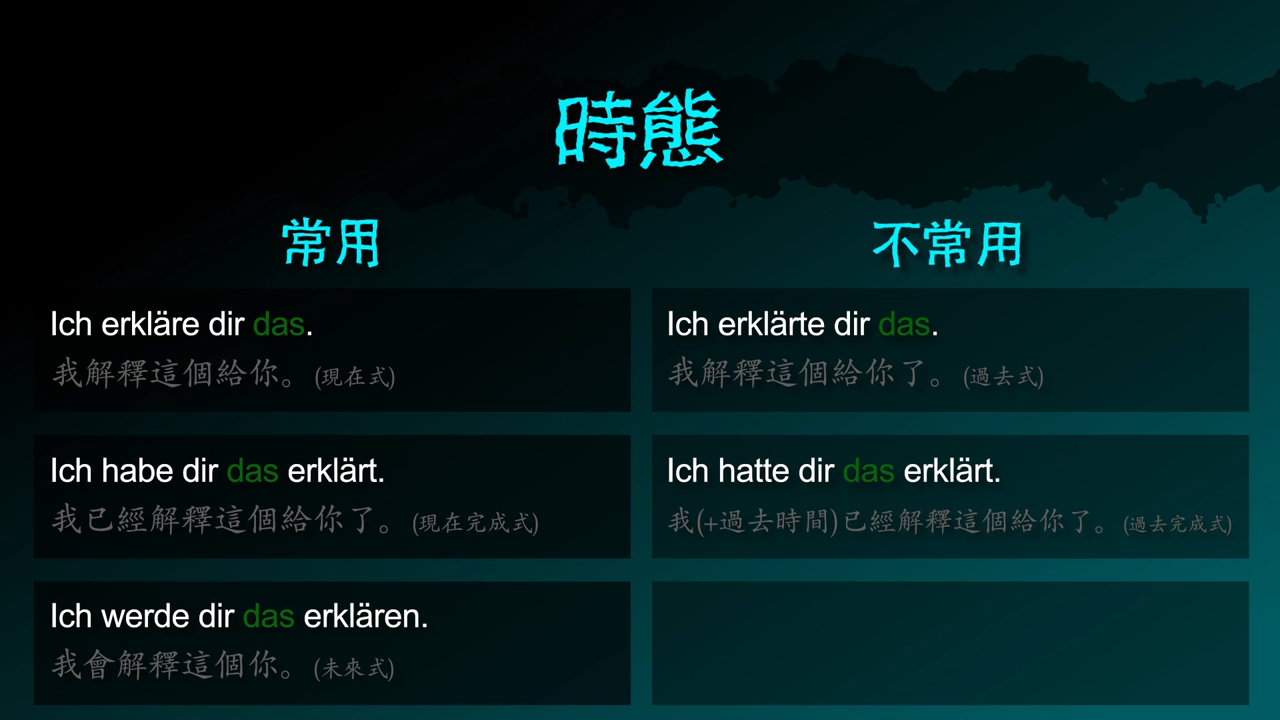 時態
常用
不常用
Ich erkläre dir das.
我解釋這個給你。(現在式)
Ich erklärte dir das.
我解釋這個給你了。(過去式)
Ich habe dir das erklärt.
我已經解釋這個給你了。(現在完成式)
Ich hatte dir das erklärt.
我(+過去時間)已經解釋這個給你了。(過去完成式)
Ich werde dir das erklären.
我會解釋這個你。(未來式)